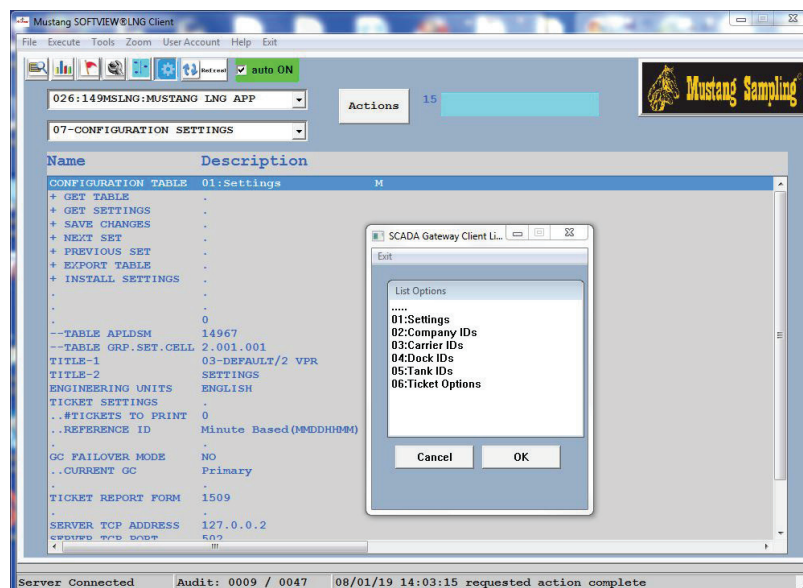 Mustang SOFTVIEW®LNG Client
File Execute Tools Zoom User Account Help Exit
Refresh auto ON
026:149MSLNG:MUSTANG LNG APP
Actions
15
Mustang Sampling
07-CONFIGURATION SETTINGS
Name Description
CONFIGURATION TABLE 01:Settings M
+ GET TABLE .
+ GET SETTINGS .
+ SAVE CHANGES .
+ NEXT SET .
+ PREVIOUS SET .
+ EXPORT TABLE .
+ INSTALL SETTINGS .
. .
. .
. 0
--TABLE APLDSM 14967
--TABLE GRP.SET.CELL 2.001.001
TITLE-1 03-DEFAULT/2 VPR
TITLE-2 SETTINGS
ENGINEERING UNITS ENGLISH
TICKET SETTINGS .
..#TICKETS TO PRINT 0
..REFERENCE ID Minute Based(MMDDHHMM)
. .
GC FAILOVER MODE NO
..CURRENT GC Primary
. .
TICKET REPORT FORM 1509
. .
SERVER TCP ADDRESS 127.0.0.2
SERVER TCP PORT 502
SCADA Gateway Client Li...
Exit
List Options
.....
01:Settings
02:Company IDs
03:Carrier IDs
04:Dock IDs
05:Tank IDs
06:Ticket Options
Cancel OK
Server Connected Audit: 0009 / 0047 08/01/19 14:03:15 requested action complete